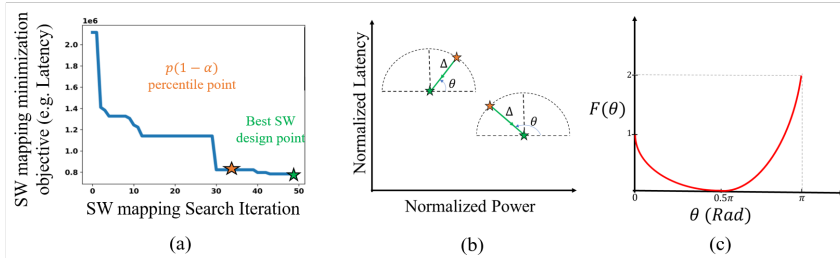 1e6
SW mapping minimization
objective (e.g. Latency)
2.0
1.8
1.6
1.4
1.2
1.0
0.8
p(1 − α)
percentile point
Best SW
design point
0 10 20 30 40 50
SW mapping Search Iteration
(a)
Normalized Latency
Δ
θ
Δ
θ
Normalized Power
(b)
F(θ)
2
1
0 0.5π π
θ (Rad)
(c)